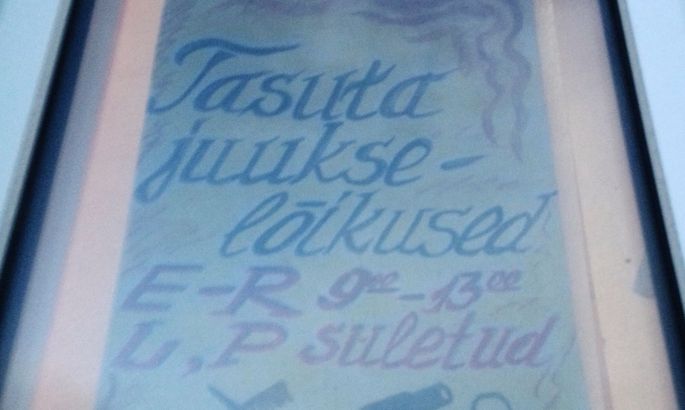 Tasuta
juukse-
lõikused
E-R 9⁰⁰-13⁰⁰
L, P suletud